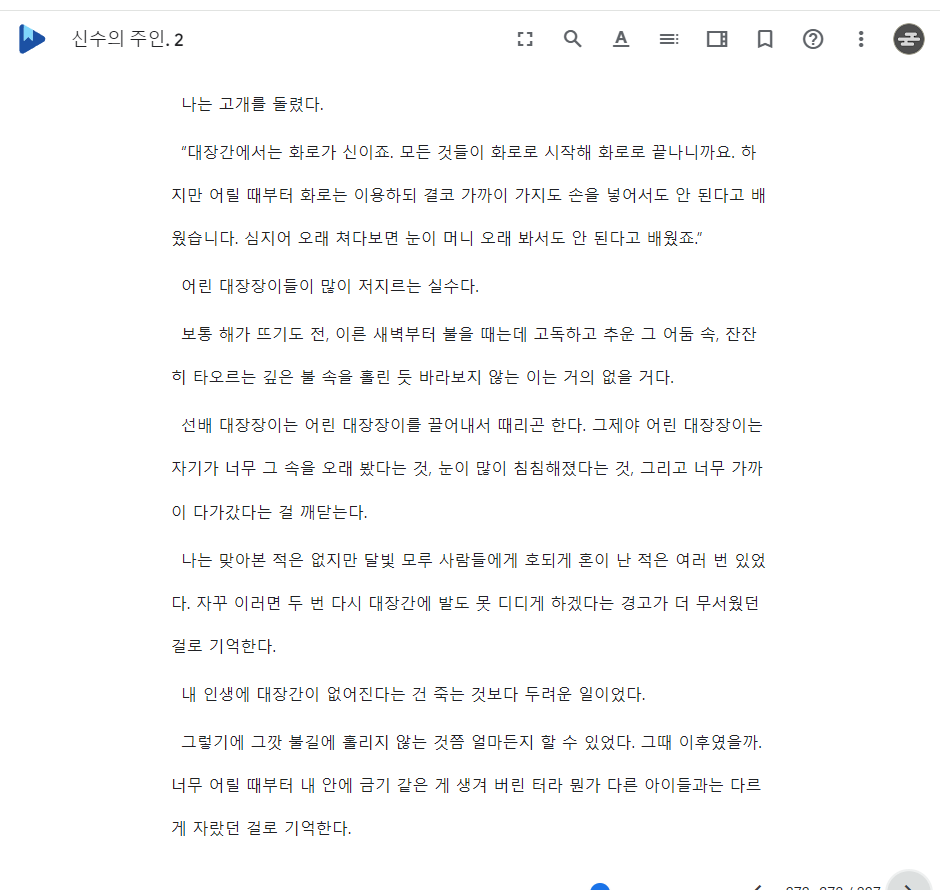 신수의 주인. 2
나는 고개를 돌렸다.
“대장간에서는 화로가 신이죠. 모든 것들이 화로로 시작해 화로로 끝나니까요. 하
지만 어릴 때부터 화로는 이용하되 결코 가까이 가지도 손을 넣어서도 안 된다고 배
웠습니다. 심지어 오래 쳐다보면 눈이 머니 오래 봐서도 안 된다고 배웠죠.”
어린 대장장이들이 많이 저지르는 실수다.
보통 해가 뜨기도 전, 이른 새벽부터 불을 때는데 고독하고 추운 그 어둠 속, 잔잔
히 타오르는 깊은 불 속을 홀린 듯 바라보지 않는 이는 거의 없을 거다.
선배 대장장이는 어린 대장장이를 끌어내서 때리곤 한다. 그제야 어린 대장장이는
자기가 너무 그 속을 오래 봤다는 것, 눈이 많이 침침해졌다는 것, 그리고 너무 가까
이 다가갔다는 걸 깨닫는다.
나는 맞아본 적은 없지만 달빛 모루 사람들에게 호되게 혼이 난 적은 여러 번 있었
다. 자꾸 이러면 두 번 다시 대장간에 발도 못 디디게 하겠다는 경고가 더 무서웠던
걸로 기억한다.
내 인생에 대장간이 없어진다는 건 죽는 것보다 두려운 일이었다.
그렇기에 그깟 불길에 홀리지 않는 것쯤 얼마든지 할 수 있었다. 그때 이후였을까.
너무 어릴 때부터 내 안에 금기 같은 게 생겨 버린 터라 뭔가 다른 아이들과는 다르
게 자랐던 걸로 기억한다.